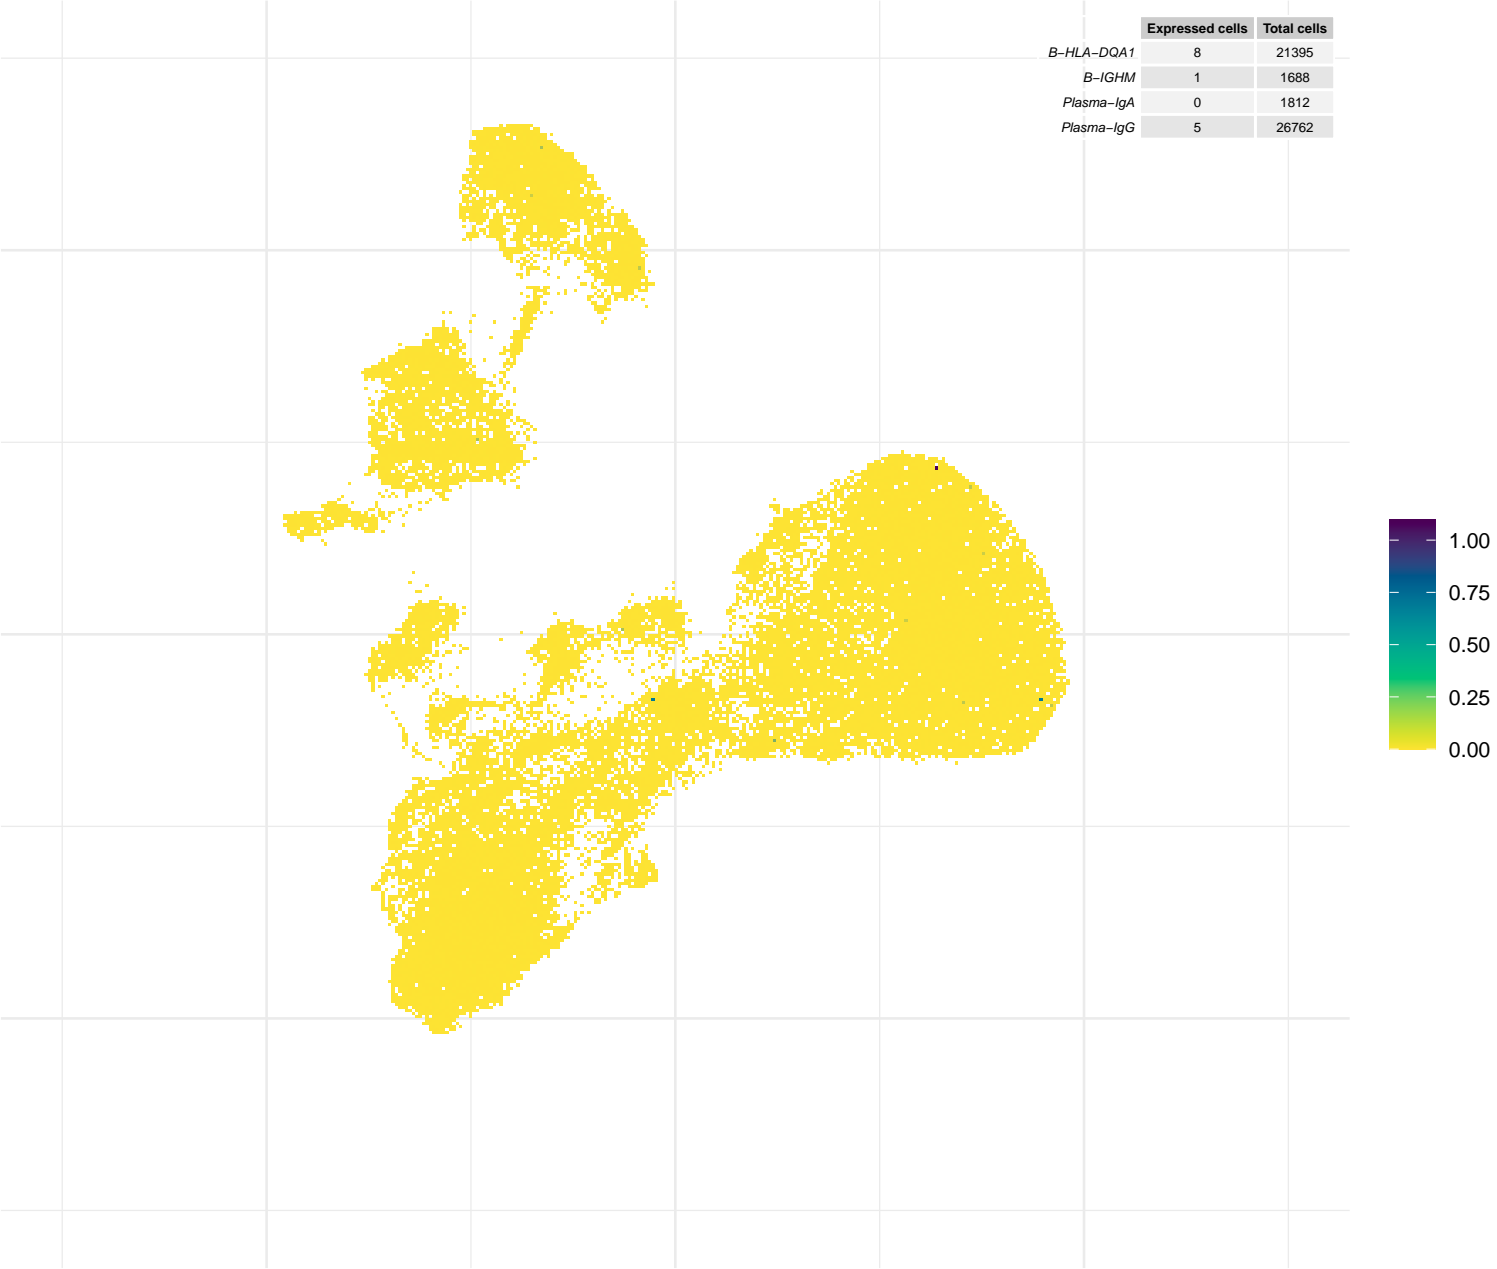 Expressed cells Total cells
B−HLA−DQA1 8 21395
B−IGHM 1 1688
Plasma−IgA 0 1812
Plasma−IgG 5 26762
1.00
0.75
0.50
0.25
0.00